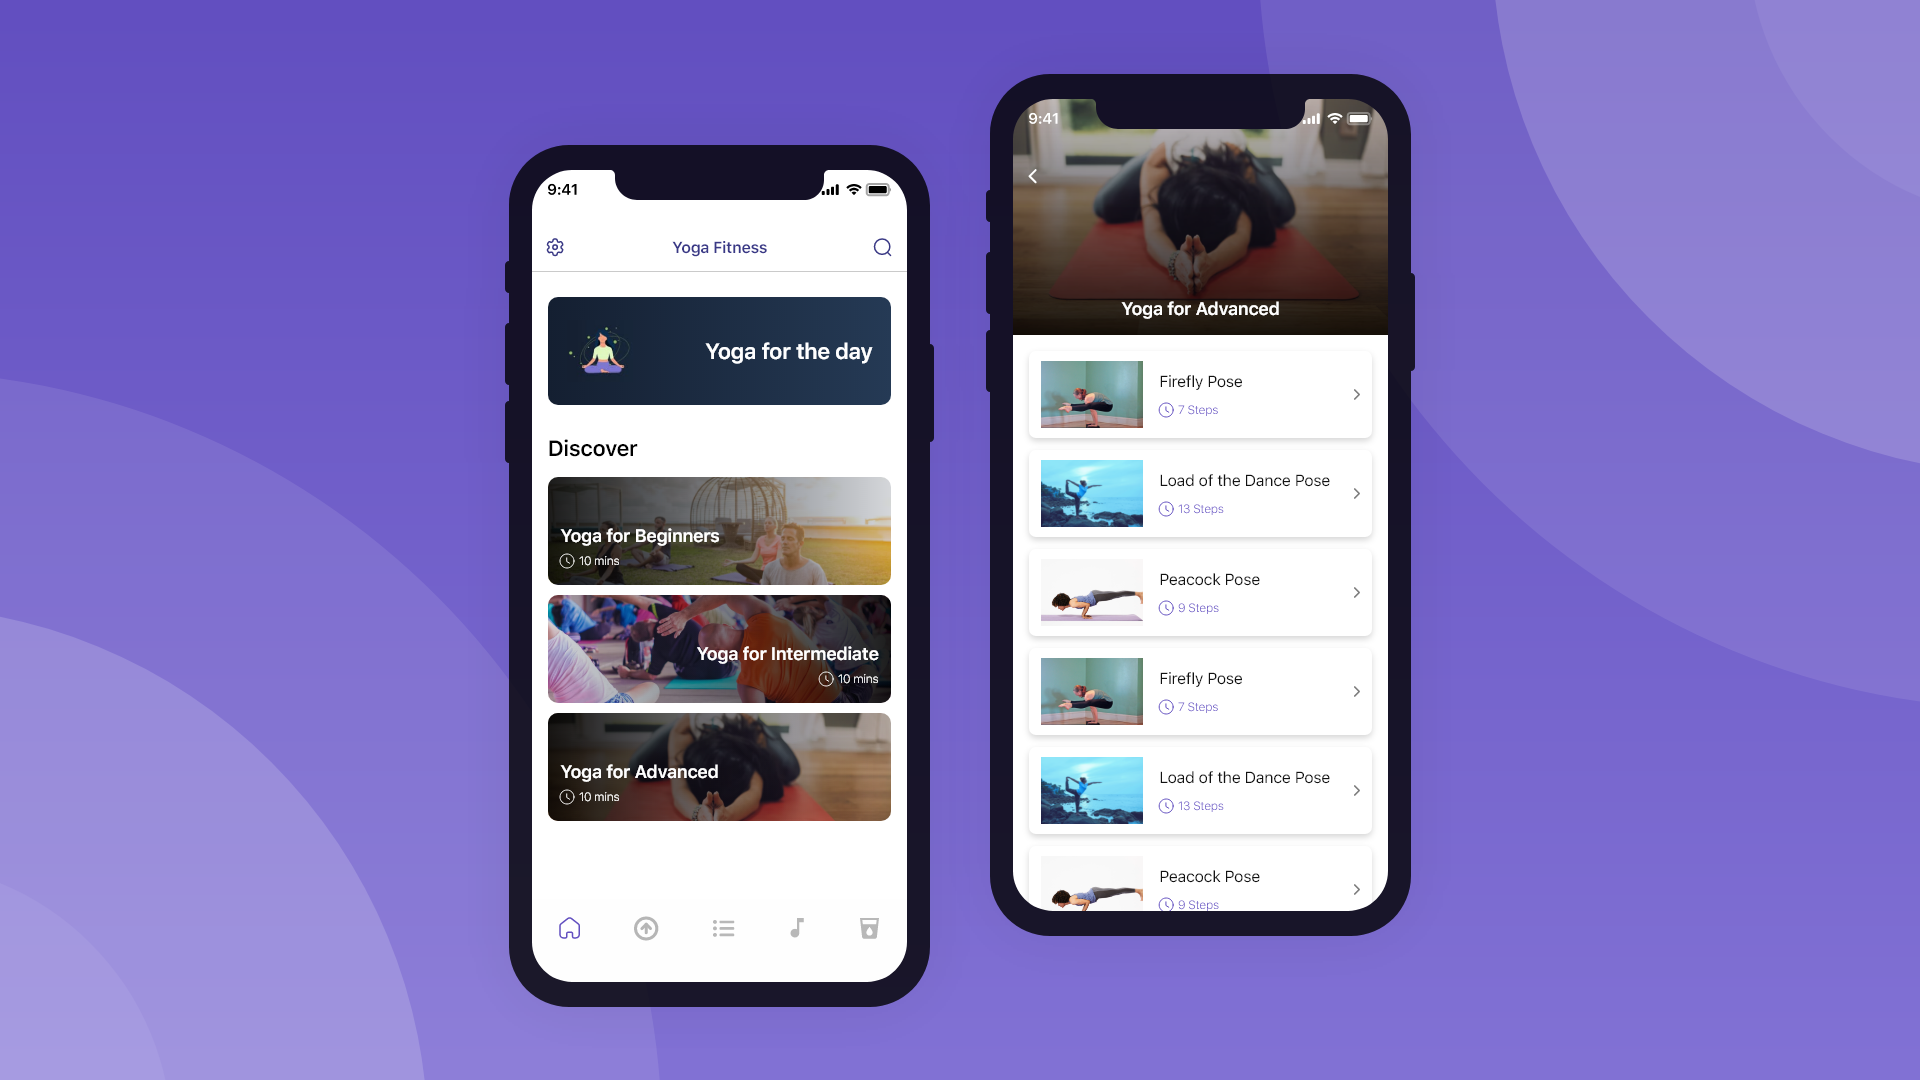 9:41
Yoga Fitness
Yoga for the day
Discover
Yoga for Beginners
10 mins
Yoga for Intermediate
10 mins
Yoga for Advanced
10 mins
9:41
Yoga for Advanced
Firefly Pose
7 Steps
Load of the Dance Pose
13 Steps
Peacock Pose
9 Steps
Firefly Pose
7 Steps
Load of the Dance Pose
13 Steps
Peacock Pose
9 Steps